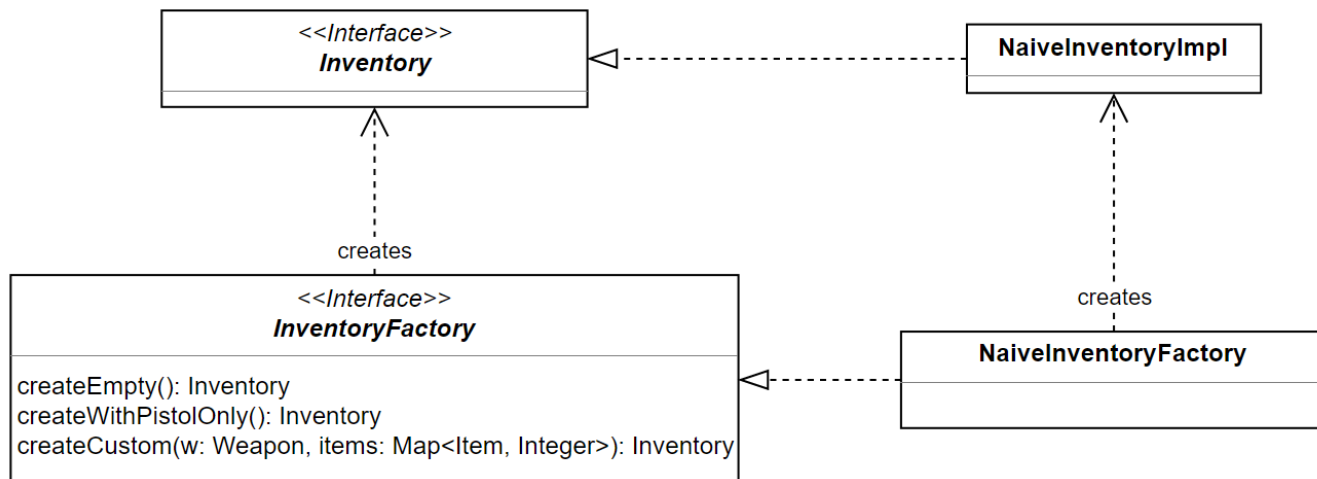 <<Interface>>
Inventory
NaiveInventoryImpl
creates
creates
<<Interface>>
InventoryFactory
createEmpty(): Inventory
createWithPistolOnly(): Inventory
createCustom(w: Weapon, items: Map<Item, Integer>): Inventory
NaiveInventoryFactory